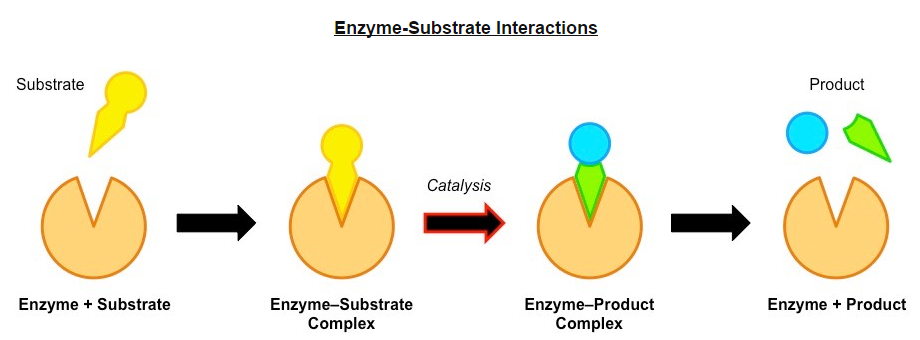 Enzyme-Substrate Interactions
Substrate
Product
Catalysis
Enzyme + Substrate
Enzyme–Substrate
Complex
Enzyme–Product
Complex
Enzyme + Product